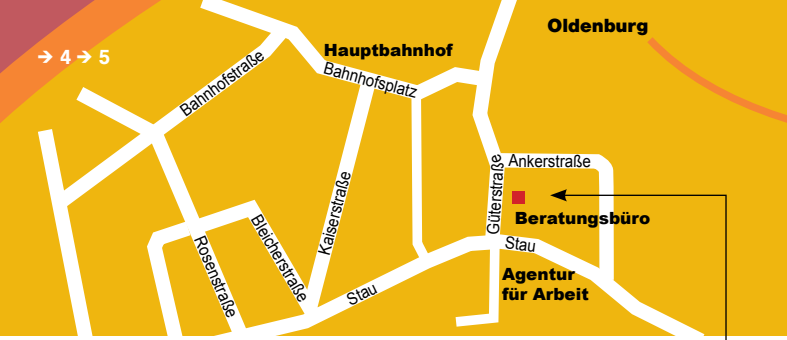 Oldenburg
Hauptbahnhof
→ 4 → 5
Bahnhofstraße
Bahnhofsplatz
Ankerstraße
Güterstraße
Kaiserstraße
Beratungsbüro
Bleicherstraße
Rosenstraße
Stau
Agentur
für Arbeit
Stau